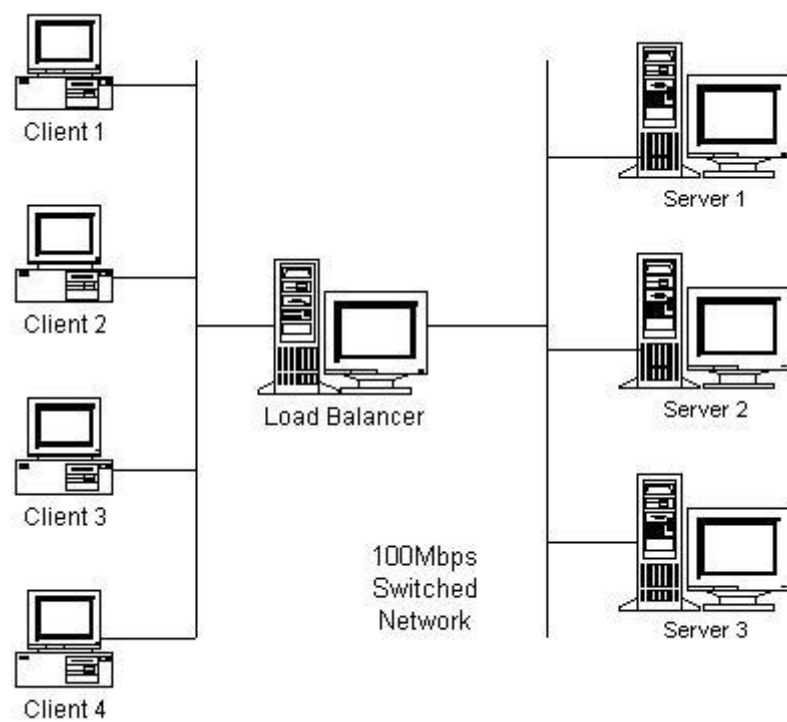 Client 1
Client 2
Client 3
Client 4
Load Balancer
100Mbps
Switched
Network
Server 1
Server 2
Server 3